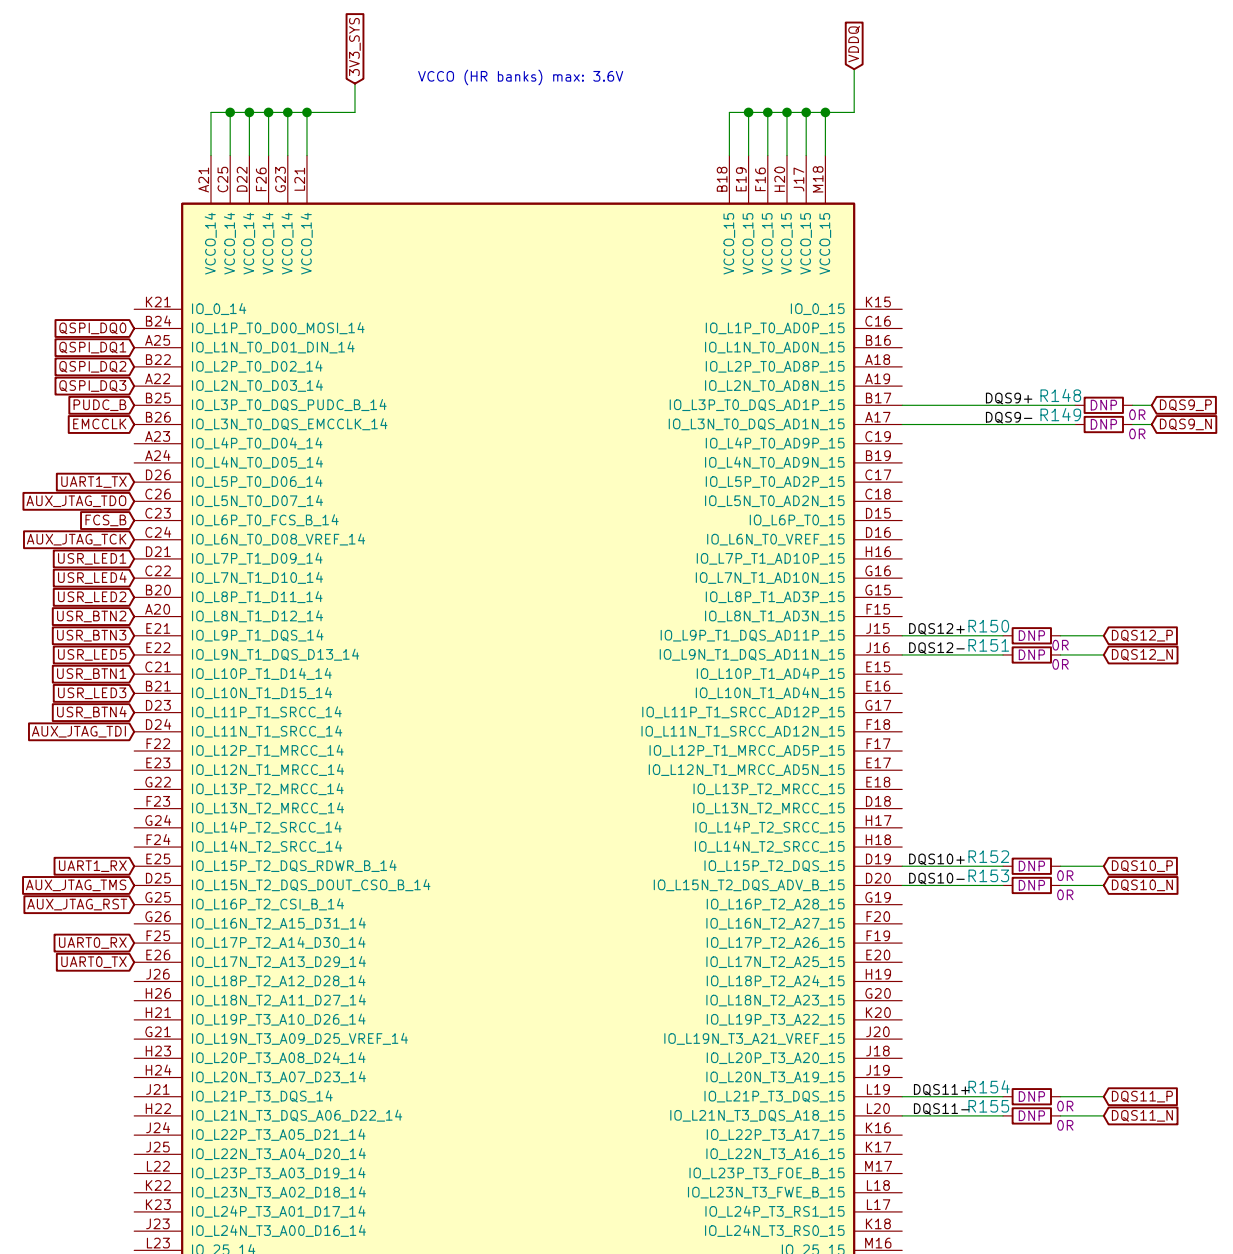 3V3_SYS
VDDQ
VCCO (HR banks) max: 3.6V
A21 C25 D22 F26 G23 L21 B18 E19 F16 H20 J17 M18
VCCO_14 VCCO_14 VCCO_14 VCCO_14 VCCO_14 VCCO_14 VCCO_15 VCCO_15 VCCO_15 VCCO_15 VCCO_15 VCCO_15
K21 IO_0_14 IO_0_15 K15
QSPI_DQ0 B24 IO_L1P_T0_D00_MOSI_14 IO_L1P_T0_AD0P_15 C16
QSPI_DQ1 A25 IO_L1N_T0_D01_DIN_14 IO_L1N_T0_AD0N_15 B16
QSPI_DQ2 B22 IO_L2P_T0_D02_14 IO_L2P_T0_AD8P_15 A18
QSPI_DQ3 A22 IO_L2N_T0_D03_14 IO_L2N_T0_AD8N_15 A19
PUDC_B B25 IO_L3P_T0_DQS_PUDC_B_14 IO_L3P_T0_DQS_AD1P_15 B17 DQS9+ R148 DNP 0R DQS9_P
EMCCLK B26 IO_L3N_T0_DQS_EMCCLK_14 IO_L3N_T0_DQS_AD1N_15 A17 DQS9- R149 DNP 0R DQS9_N
A23 IO_L4P_T0_D04_14 IO_L4P_T0_AD9P_15 C19
A24 IO_L4N_T0_D05_14 IO_L4N_T0_AD9N_15 B19
UART1_TX D26 IO_L5P_T0_D06_14 IO_L5P_T0_AD2P_15 C17
AUX_JTAG_TDO C26 IO_L5N_T0_D07_14 IO_L5N_T0_AD2N_15 C18
FCS_B C23 IO_L6P_T0_FCS_B_14 IO_L6P_T0_15 D15
AUX_JTAG_TCK C24 IO_L6N_T0_D08_VREF_14 IO_L6N_T0_VREF_15 D16
USR_LED1 D21 IO_L7P_T1_D09_14 IO_L7P_T1_AD10P_15 H16
USR_LED4 C22 IO_L7N_T1_D10_14 IO_L7N_T1_AD10N_15 G16
USR_LED2 B20 IO_L8P_T1_D11_14 IO_L8P_T1_AD3P_15 G15
USR_BTN2 A20 IO_L8N_T1_D12_14 IO_L8N_T1_AD3N_15 F15
USR_BTN3 E21 IO_L9P_T1_DQS_14 IO_L9P_T1_DQS_AD11P_15 J15 DQS12+ R150 DNP 0R DQS12_P
USR_LED5 E22 IO_L9N_T1_DQS_D13_14 IO_L9N_T1_DQS_AD11N_15 J16 DQS12- R151 DNP 0R DQS12_N
USR_BTN1 C21 IO_L10P_T1_D14_14 IO_L10P_T1_AD4P_15 E15
USR_LED3 B21 IO_L10N_T1_D15_14 IO_L10N_T1_AD4N_15 E16
USR_BTN4 D23 IO_L11P_T1_SRCC_14 IO_L11P_T1_SRCC_AD12P_15 G17
AUX_JTAG_TDI D24 IO_L11N_T1_SRCC_14 IO_L11N_T1_SRCC_AD12N_15 F18
F22 IO_L12P_T1_MRCC_14 IO_L12P_T1_MRCC_AD5P_15 F17
E23 IO_L12N_T1_MRCC_14 IO_L12N_T1_MRCC_AD5N_15 E17
G22 IO_L13P_T2_MRCC_14 IO_L13P_T2_MRCC_15 E18
F23 IO_L13N_T2_MRCC_14 IO_L13N_T2_MRCC_15 D18
G24 IO_L14P_T2_SRCC_14 IO_L14P_T2_SRCC_15 H17
F24 IO_L14N_T2_SRCC_14 IO_L14N_T2_SRCC_15 H18
UART1_RX E25 IO_L15P_T2_DQS_RDWR_B_14 IO_L15P_T2_DQS_15 D19 DQS10+ R152 DNP 0R DQS10_P
AUX_JTAG_TMS D25 IO_L15N_T2_DQS_DOUT_CSO_B_14 IO_L15N_T2_DQS_ADV_B_15 D20 DQS10- R153 DNP 0R DQS10_N
AUX_JTAG_RST G25 IO_L16P_T2_CSI_B_14 IO_L16P_T2_A28_15 G19
G26 IO_L16N_T2_A15_D31_14 IO_L16N_T2_A27_15 F20
UART0_RX F25 IO_L17P_T2_A14_D30_14 IO_L17P_T2_A26_15 F19
UART0_TX E26 IO_L17N_T2_A13_D29_14 IO_L17N_T2_A25_15 E20
J26 IO_L18P_T2_A12_D28_14 IO_L18P_T2_A24_15 H19
H26 IO_L18N_T2_A11_D27_14 IO_L18N_T2_A23_15 G20
H21 IO_L19P_T3_A10_D26_14 IO_L19P_T3_A22_15 K20
G21 IO_L19N_T3_A09_D25_VREF_14 IO_L19N_T3_A21_VREF_15 J20
H23 IO_L20P_T3_A08_D24_14 IO_L20P_T3_A20_15 J18
H24 IO_L20N_T3_A07_D23_14 IO_L20N_T3_A19_15 J19
J21 IO_L21P_T3_DQS_14 IO_L21P_T3_DQS_15 L19 DQS11+ R154 DNP 0R DQS11_P
H22 IO_L21N_T3_DQS_A06_D22_14 IO_L21N_T3_DQS_A18_15 L20 DQS11- R155 DNP 0R DQS11_N
J24 IO_L22P_T3_A05_D21_14 IO_L22P_T3_A17_15 K16
J25 IO_L22N_T3_A04_D20_14 IO_L22N_T3_A16_15 K17
L22 IO_L23P_T3_A03_D19_14 IO_L23P_T3_FOE_B_15 M17
K22 IO_L23N_T3_A02_D18_14 IO_L23N_T3_FWE_B_15 L18
K23 IO_L24P_T3_A01_D17_14 IO_L24P_T3_RS1_15 L17
J23 IO_L24N_T3_A00_D16_14 IO_L24N_T3_RS0_15 K18
L23 IO_25_14 IO_25_15 M16